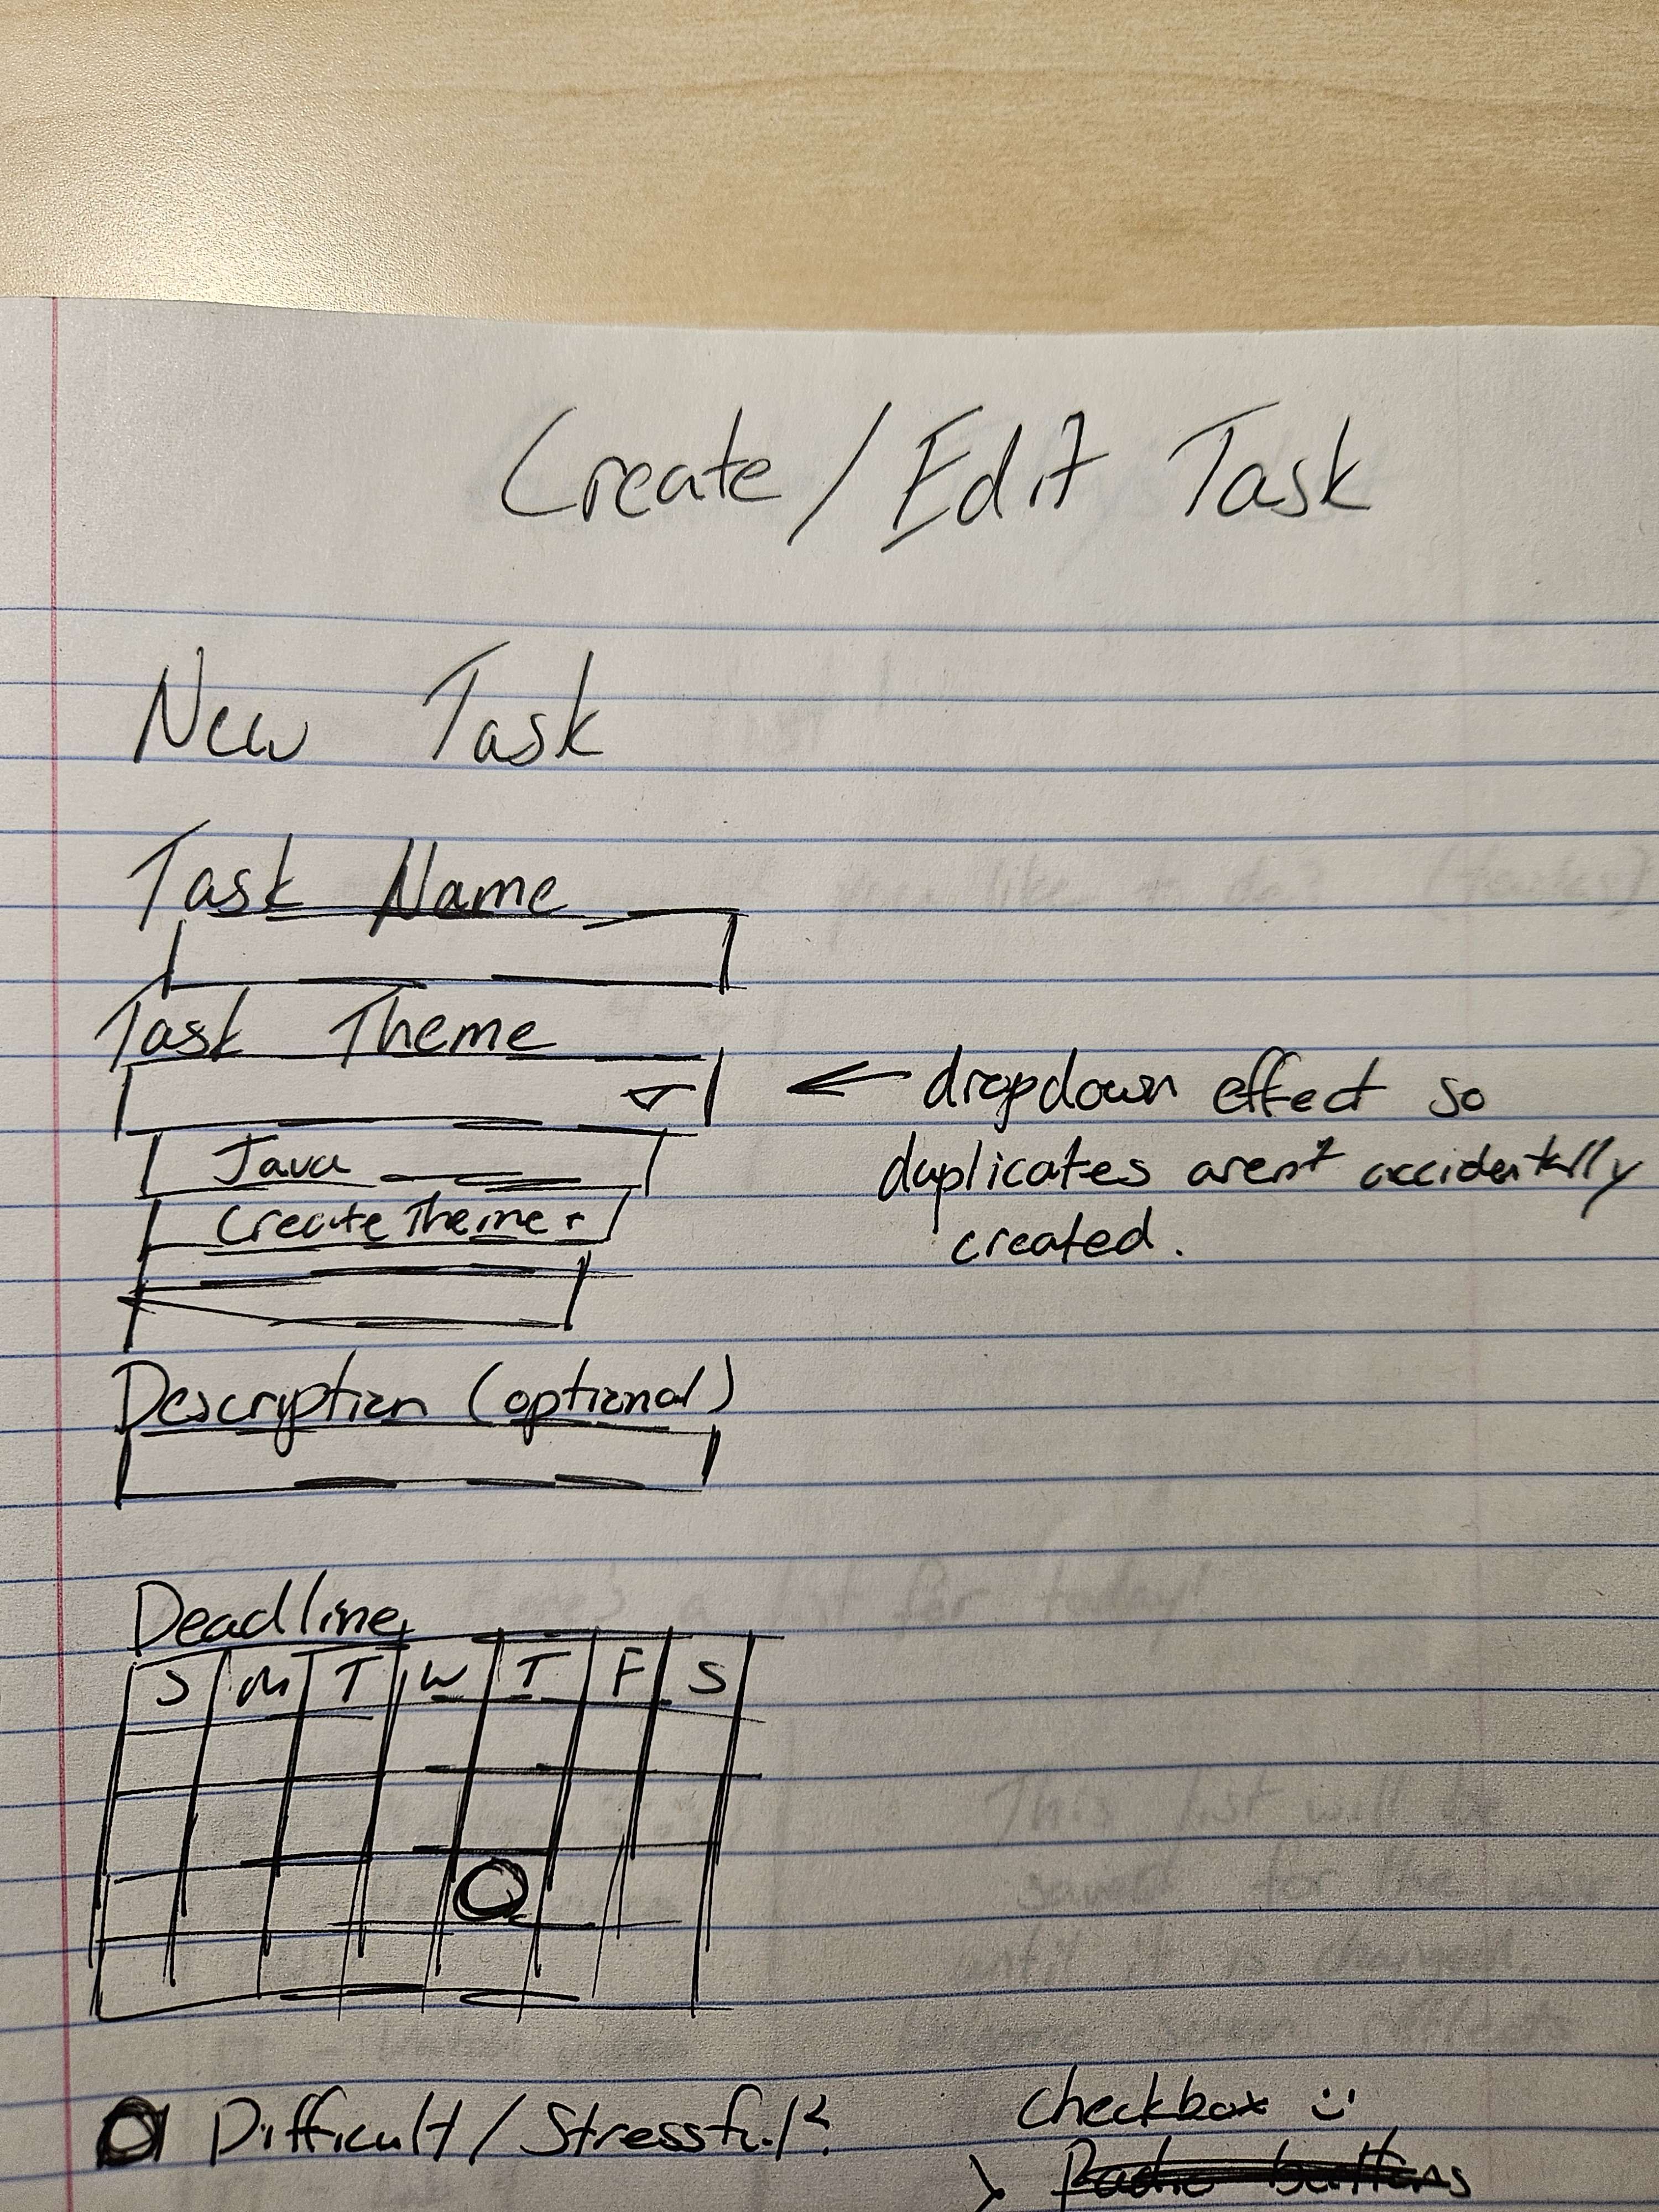 Create / Edit Task
New Task
Task Name
Task Theme
← dropdown effect so
duplicates aren't accidentally
created.
Java
Create Theme +
Description (optional)
Deadline
S M T W T F S
Difficult / Stressful?
checkbox :)
Radio buttons